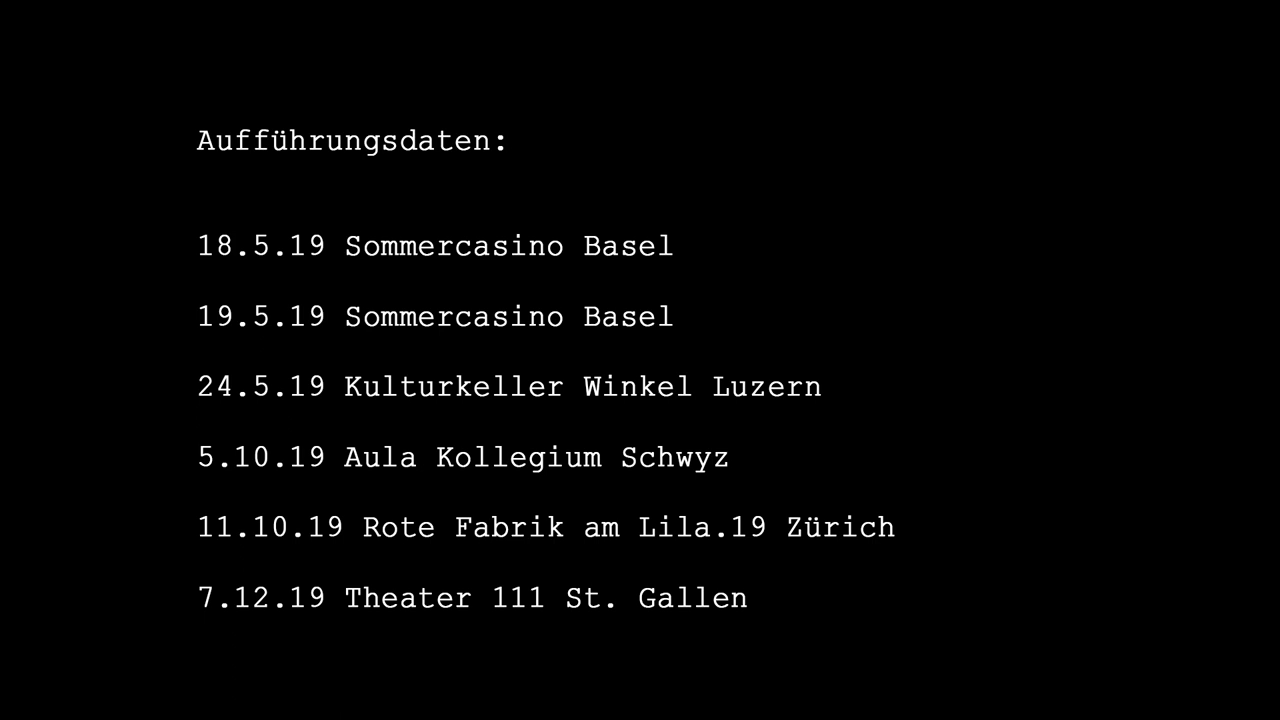 Aufführungsdaten:
18.5.19 Sommercasino Basel
19.5.19 Sommercasino Basel
24.5.19 Kulturkeller Winkel Luzern
5.10.19 Aula Kollegium Schwyz
11.10.19 Rote Fabrik am Lila.19 Zürich
7.12.19 Theater 111 St. Gallen